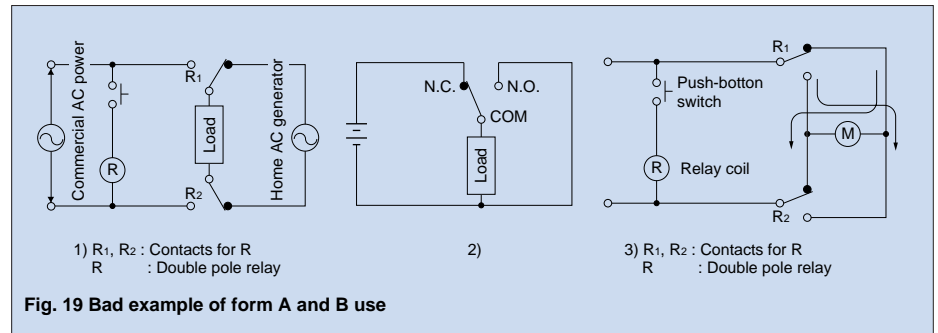 Commercial AC power
R1
Load
R
R2
Home AC generator
N.C.
N.O.
COM
Load
R1
Push-botton
switch
M
R
Relay coil
R2
1) R1, R2 : Contacts for R
R : Double pole relay
2)
3) R1, R2 : Contacts for R
R : Double pole relay
Fig. 19 Bad example of form A and B use